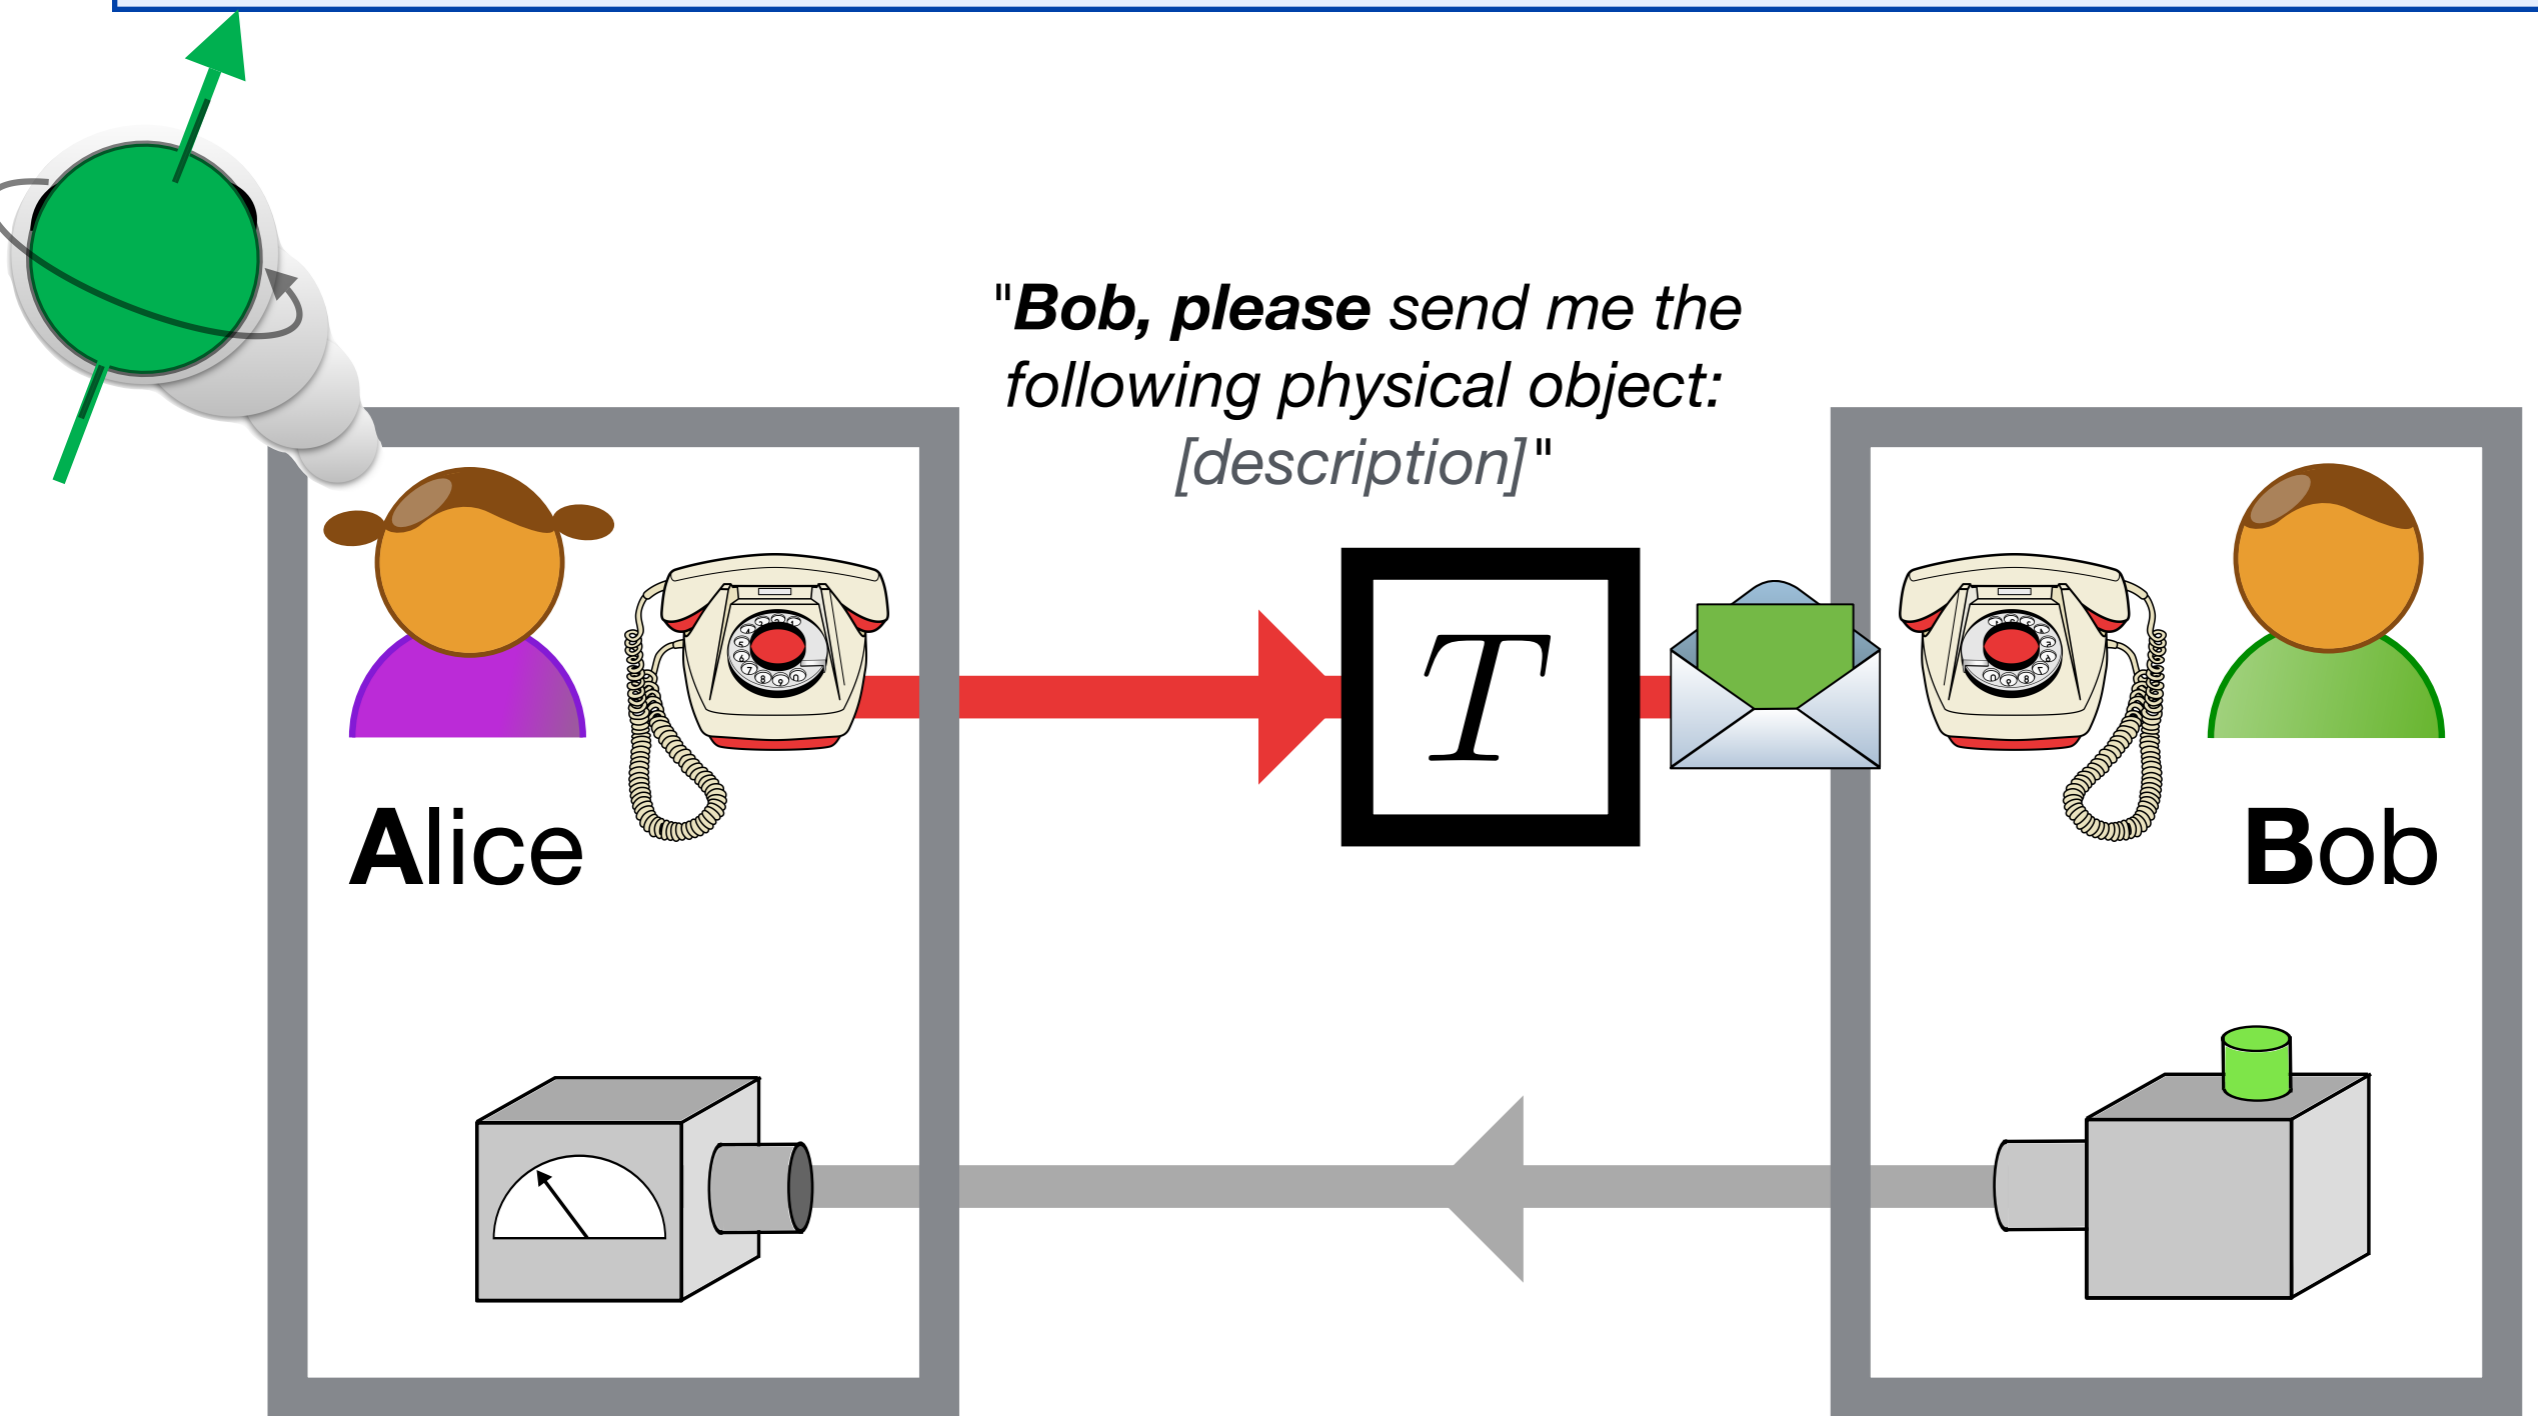 "Bob, please send me the
following physical object:
[description]"
T
Alice
Bob